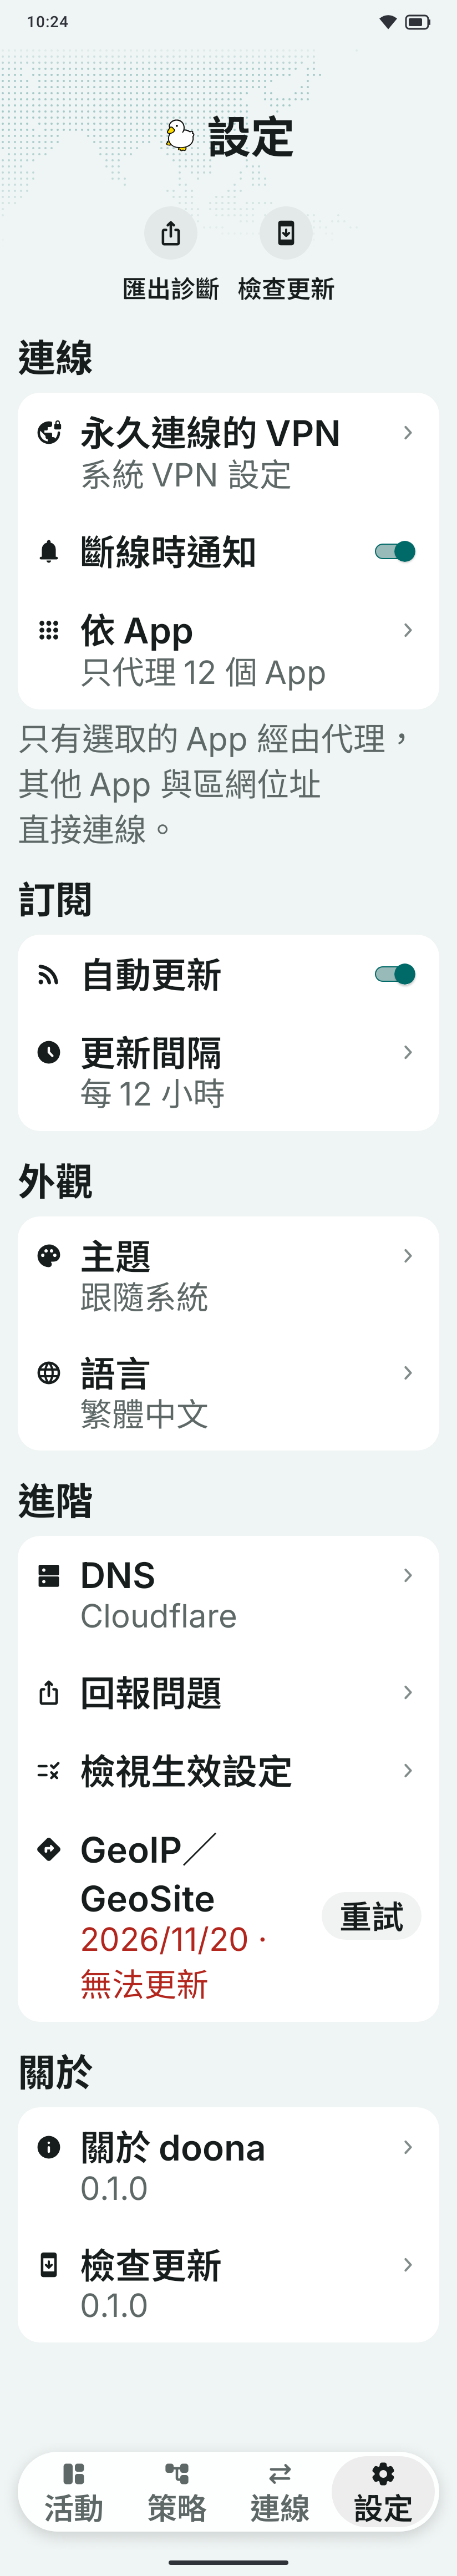 10:24
設定
匯出診斷
檢查更新
連線
永久連線的 VPN
系統 VPN 設定
斷線時通知
依 App
只代理 12 個 App
只有選取的 App 經由代理，
其他 App 與區網位址
直接連線。
訂閱
自動更新
更新間隔
每 12 小時
外觀
主題
跟隨系統
語言
繁體中文
進階
DNS
Cloudflare
回報問題
檢視生效設定
GeoIP／
GeoSite
2026/11/20 ·
無法更新
重試
關於
關於 doona
0.1.0
檢查更新
0.1.0
活動
策略
連線
設定